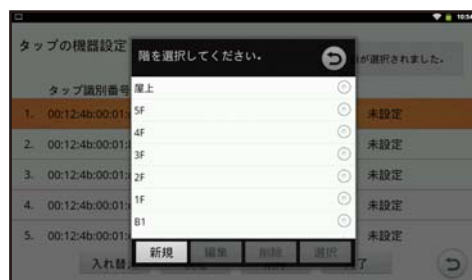 10:54
タップの機器設定
階を選択してください。
が選択されました。
タップ識別番号
屋上
1. 00:12:4b:00:01: 未設定
5F
2. 00:12:4b:00:01: 未設定
4F
3. 00:12:4b:00:01: 未設定
3F
2F
4. 00:12:4b:00:01: 未設定
1F
B1
5. 00:12:4b:00:01: 未設定
新規 編集 削除 選択
入れ替 了